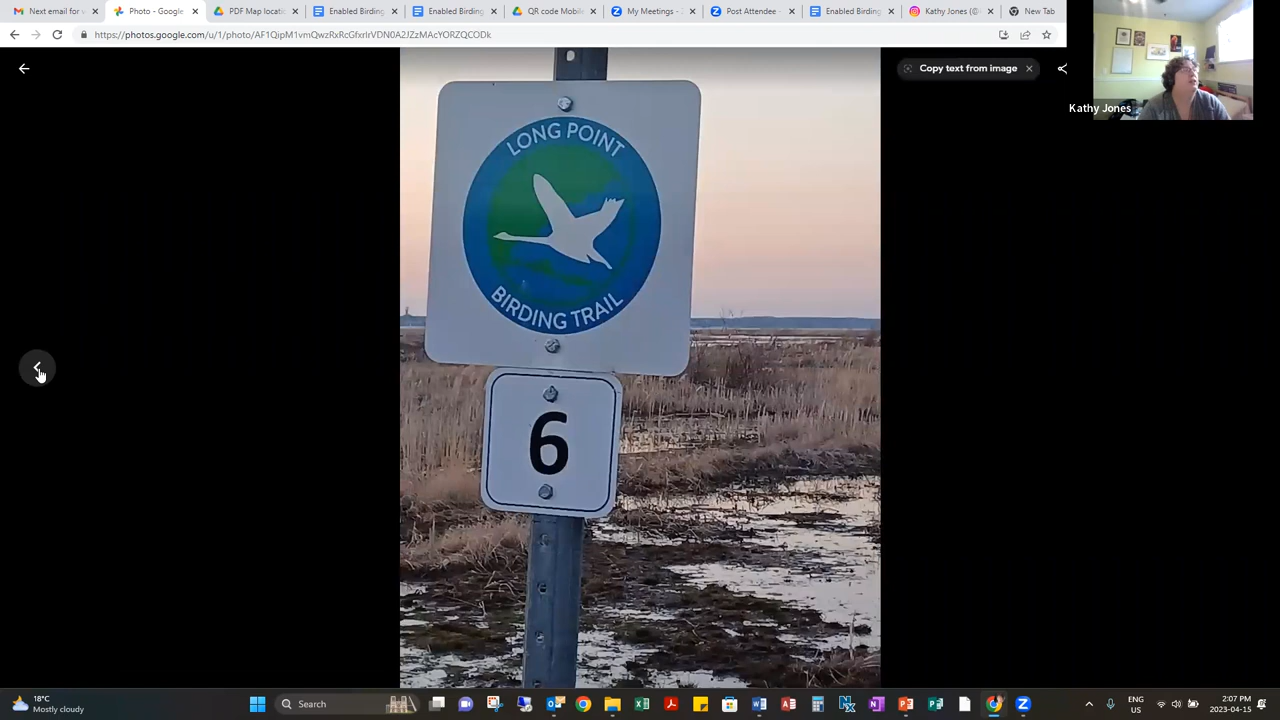 Next email for v
Photo - Google
PDF Map locati
Enabled Birding
Enabled Birding
QR code Mobile
My Meetings - Z
Post Attendee -
Enabled Birding
Kathy Jones (@
New Tab
https://photos.google.com/u/1/photo/AF1QipM1vmQwzRxRcGfxrIrVDN0A2JZzMAcYORZQCODk
Copy text from image
Kathy Jones
LONG POINT
BIRDING TRAIL
6
18°C
Mostly cloudy
Search
ENG
US
2:07 PM
2023-04-15